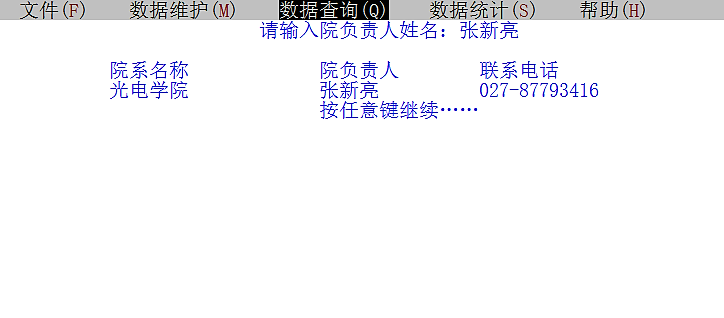 文件(F) 数据维护(M) 数据查询(Q) 数据统计(S) 帮助(H)
请输入院负责人姓名：张新亮
院系名称 院负责人 联系电话
光电学院 张新亮 027-87793416
按任意键继续……